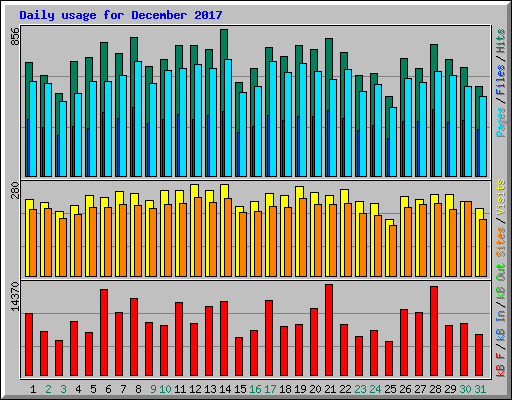 Daily usage for December 2017
856
Pages / Files / Hits
280
Sites / Visits
14370
kB F / kB In / kB Out
1 2 3 4 5 6 7 8 9 10 11 12 13 14 15 16 17 18 19 20 21 22 23 24 25 26 27 28 29 30 31